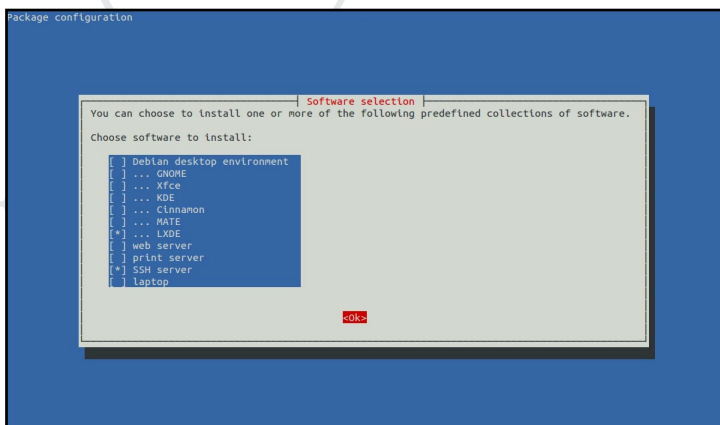 Package configuration
Software selection
You can choose to install one or more of the following predefined collections of software.
Choose software to install:
[ ] Debian desktop environment
[ ] ... GNOME
[ ] ... Xfce
[ ] ... KDE
[ ] ... Cinnamon
[ ] ... MATE
[*] ... LXDE
[ ] web server
[ ] print server
[*] SSH server
[ ] laptop
<Ok>